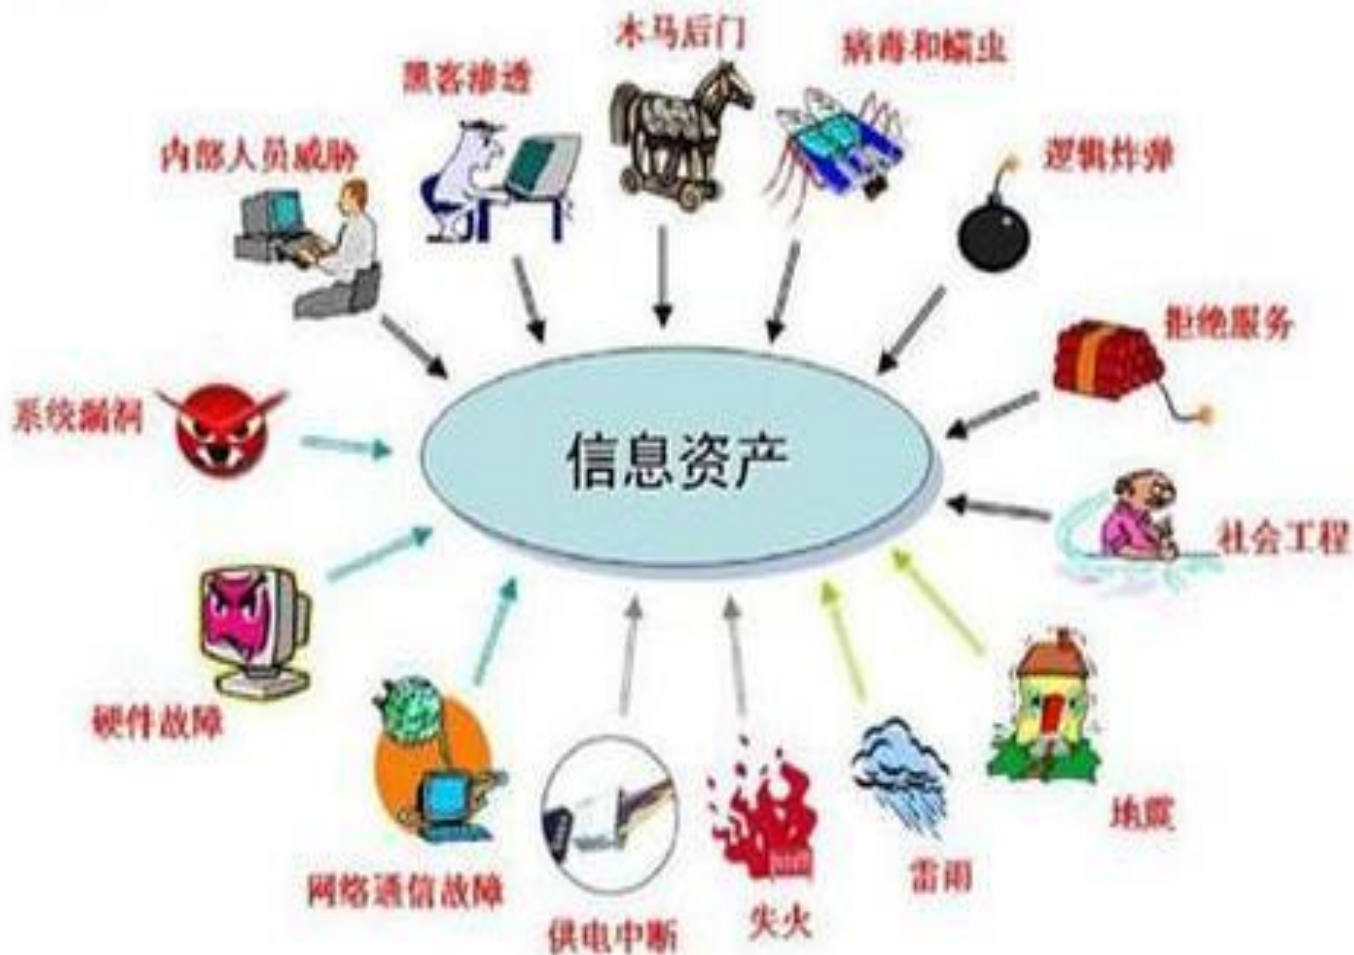 木马后门
病毒和蠕虫
黑客渗透
内部人员威胁
逻辑炸弹
拒绝服务
系统漏洞
信息资产
社会工程
硬件故障
地震
网络通信故障
雷雨
失火
供电中断